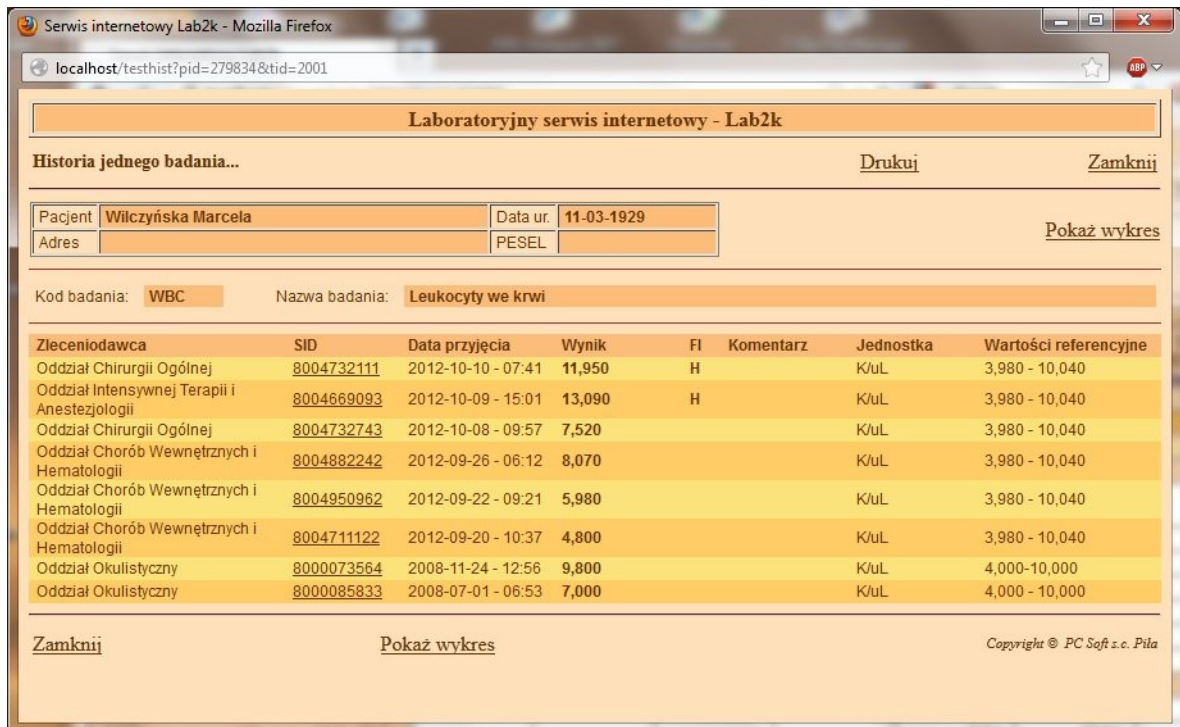 Serwis internetowy Lab2k - Mozilla Firefox
localhost/testhist?pid=279834&tid=2001
ABP
Laboratoryjny serwis internetowy - Lab2k
Historia jednego badania... Drukuj Zamknij
Pacjent Wilczyńska Marcela Data ur. 11-03-1929
Adres PESEL
Pokaż wykres
Kod badania: WBC Nazwa badania: Leukocyty we krwi
Zleceniodawca SID Data przyjęcia Wynik Fl Komentarz Jednostka Wartości referencyjne
Oddział Chirurgii Ogólnej 8004732111 2012-10-10 - 07:41 11,950 H K/uL 3,980 - 10,040
Oddział Intensywnej Terapii i
Anestezjologii 8004669093 2012-10-09 - 15:01 13,090 H K/uL 3,980 - 10,040
Oddział Chirurgii Ogólnej 8004732743 2012-10-08 - 09:57 7,520 K/uL 3,980 - 10,040
Oddział Chorób Wewnętrznych i
Hematologii 8004882242 2012-09-26 - 06:12 8,070 K/uL 3,980 - 10,040
Oddział Chorób Wewnętrznych i
Hematologii 8004950962 2012-09-22 - 09:21 5,980 K/uL 3,980 - 10,040
Oddział Chorób Wewnętrznych i
Hematologii 8004711122 2012-09-20 - 10:37 4,800 K/uL 3,980 - 10,040
Oddział Okulistyczny 8000073564 2008-11-24 - 12:56 9,800 K/uL 4,000-10,000
Oddział Okulistyczny 8000085833 2008-07-01 - 06:53 7,000 K/uL 4,000 - 10,000
Zamknij Pokaż wykres Copyright © PC Soft s.c. Piła